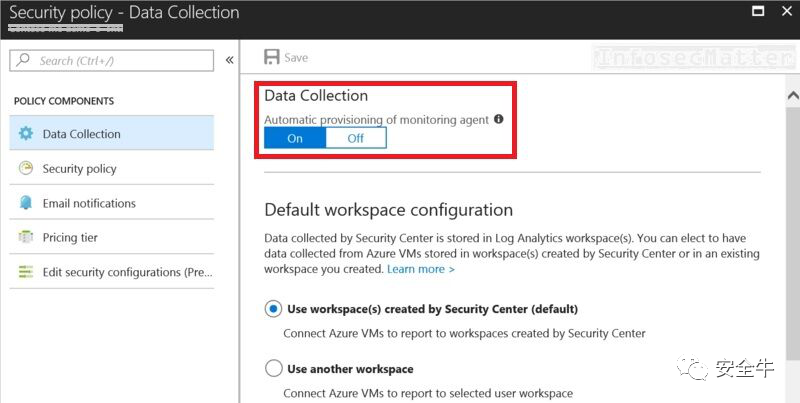 Security policy - Data Collection
Search (Ctrl+/)
«
Save
InfosecMatter
POLICY COMPONENTS
Data Collection
Security policy
Email notifications
Pricing tier
Edit security configurations (Pre...
Data Collection
Automatic provisioning of monitoring agent
On
Off
Default workspace configuration
Data collected by Security Center is stored in Log Analytics workspace(s). You can elect to have
data collected from Azure VMs stored in workspace(s) created by Security Center or in an existing
workspace you created. Learn more >
Use workspace(s) created by Security Center (default)
Connect Azure VMs to report to workspaces created by Security Center
Use another workspace
Connect Azure VMs to report to selected user workspace
安全牛